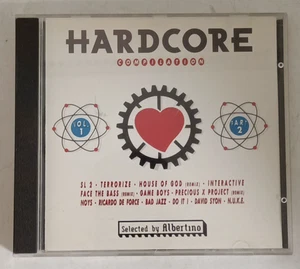 HARDCORE
COMPILATION
VOL. 1
PART 2
SL 2 · TERRORIZE · HOUSE OF GOD (REMIX) · INTERACTIVE
FACE THE BASS (REMIX) · GAME BOYS · PRECIOUS X PROJECT (REMIX)
NOYS · RICARDO DE FORCE · BAD JAZZ · DO IT ! · DAVID SYON · N.U.K.E.
Selected by Albertino